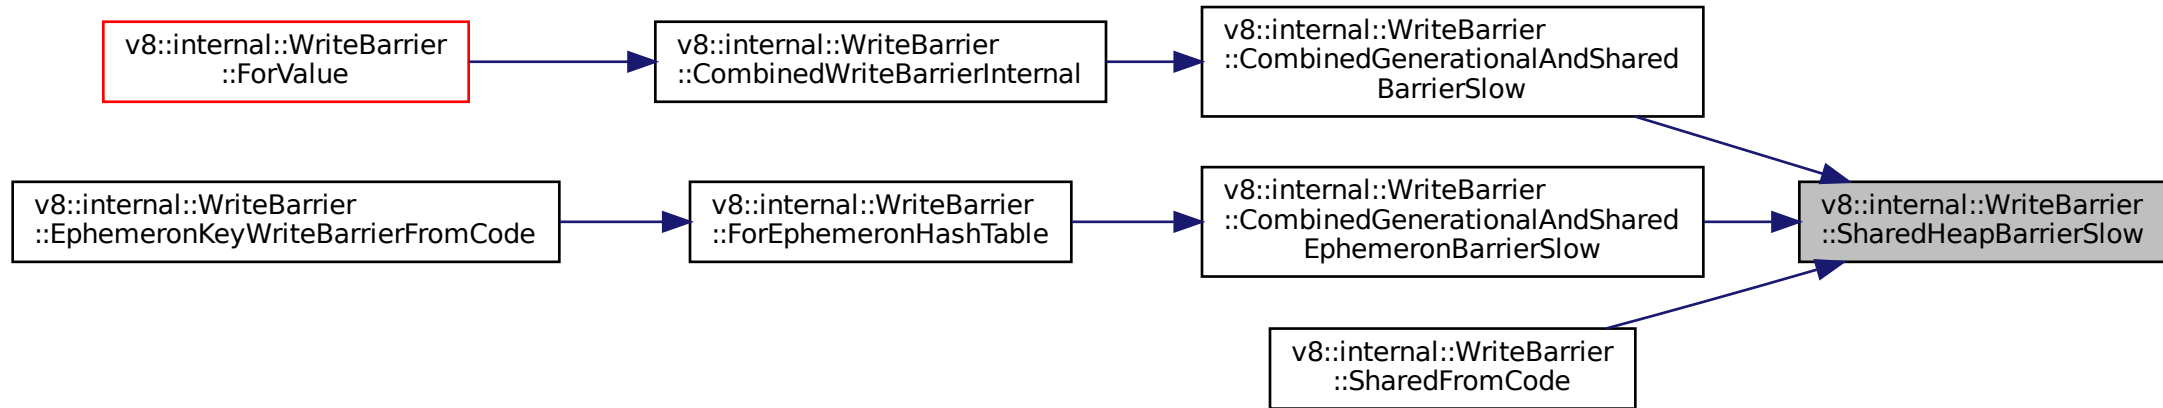 v8::internal::WriteBarrier
::ForValue
v8::internal::WriteBarrier
::CombinedWriteBarrierInternal
v8::internal::WriteBarrier
::CombinedGenerationalAndShared
BarrierSlow
v8::internal::WriteBarrier
::EphemeronKeyWriteBarrierFromCode
v8::internal::WriteBarrier
::ForEphemeronHashTable
v8::internal::WriteBarrier
::CombinedGenerationalAndShared
EphemeronBarrierSlow
v8::internal::WriteBarrier
::SharedHeapBarrierSlow
v8::internal::WriteBarrier
::SharedFromCode